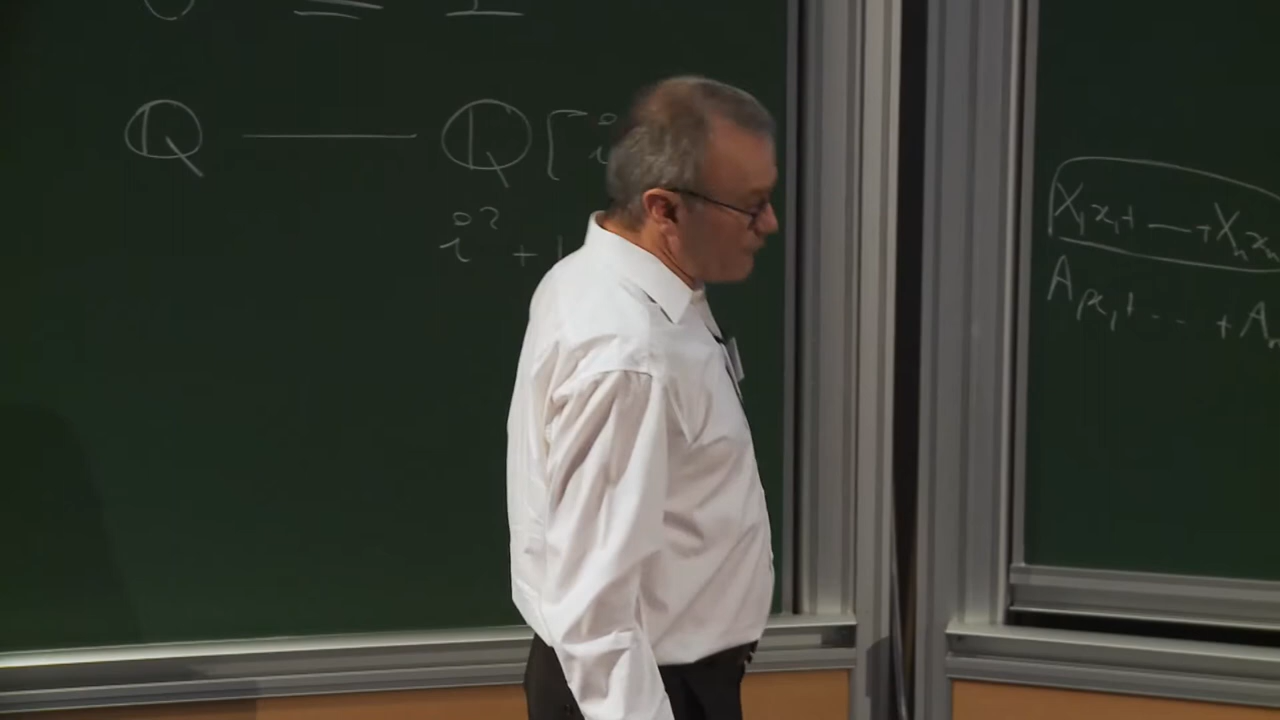 ℚ — ℚ[i
i² + 1
X₁x₁ + — + Xₙxₙ
A₁x₁ + ... + Aₙ